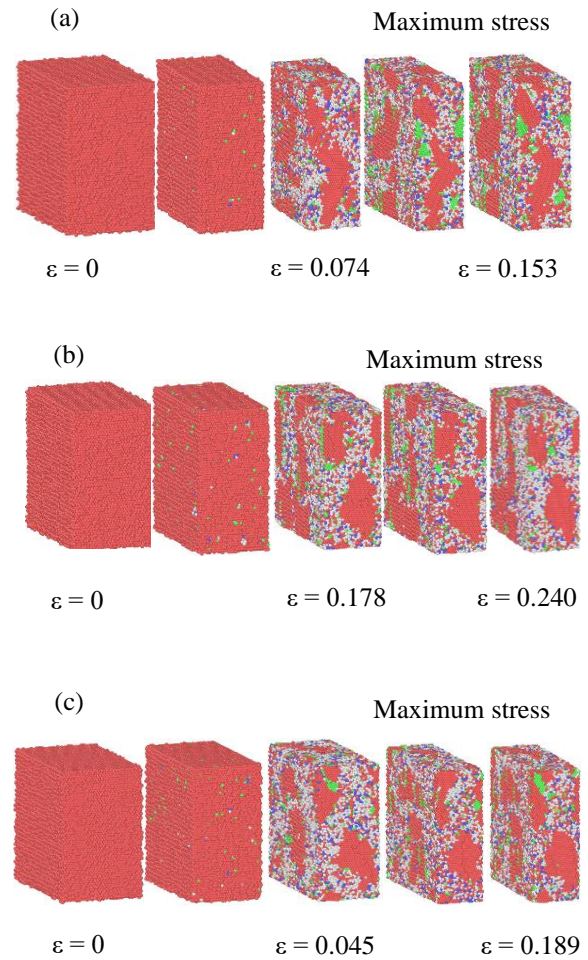 (a)
Maximum stress
ε = 0
ε = 0.074
ε = 0.153
(b)
Maximum stress
ε = 0
ε = 0.178
ε = 0.240
(c)
Maximum stress
ε = 0
ε = 0.045
ε = 0.189